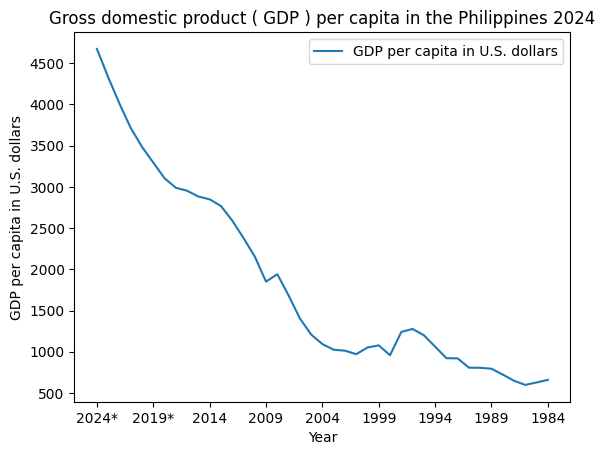 Gross domestic product ( GDP ) per capita in the Philippines 2024
GDP per capita in U.S. dollars
GDP per capita in U.S. dollars
4500
4000
3500
3000
2500
2000
1500
1000
500
2024* 2019* 2014 2009 2004 1999 1994 1989 1984
Year